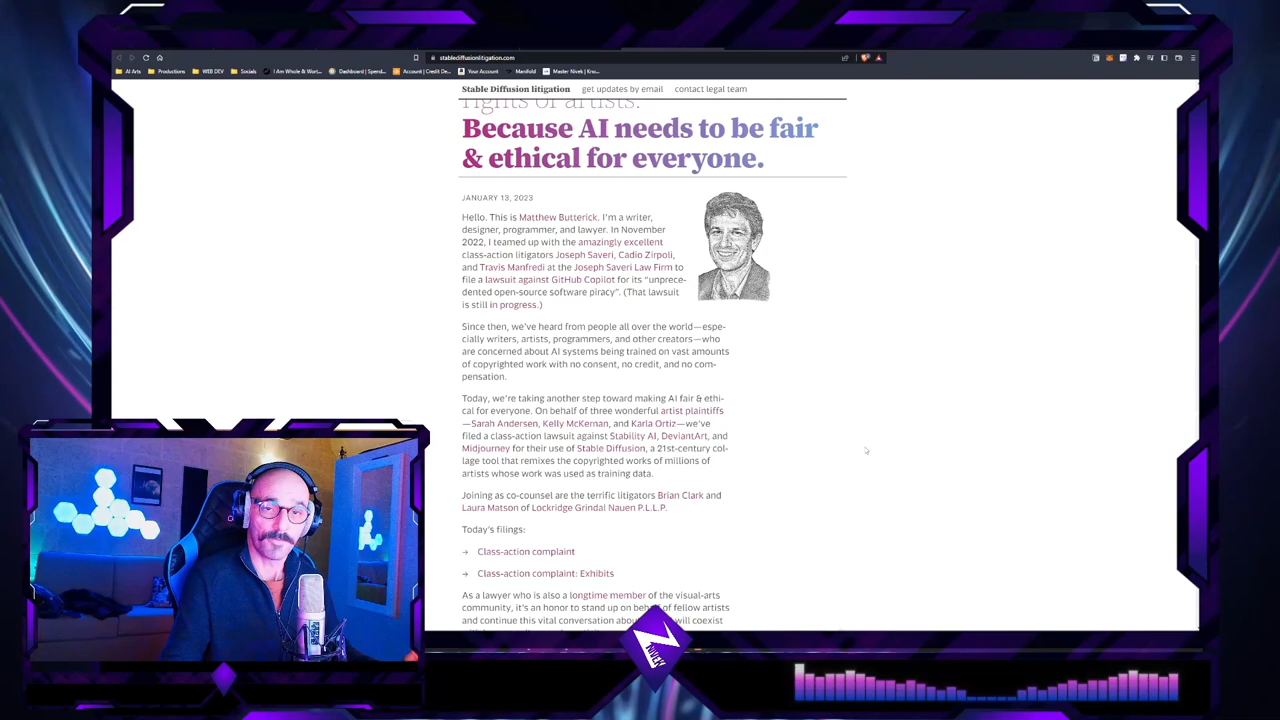 stablediffusionlitigation.com
AI Arts
Productions
WEB DEV
Socials
I Am Whole & Wort...
Dashboard | Spend...
Account | Credit De...
Your Account
Manifold
Master Nivek | Kno...
Stable Diffusion litigation get updates by email contact legal team
rights of artists.
Because AI needs to be fair
& ethical for everyone.
JANUARY 13, 2023
Hello. This is Matthew Butterick. I'm a writer,
designer, programmer, and lawyer. In November
2022, I teamed up with the amazingly excellent
class-action litigators Joseph Saveri, Cadio Zirpoli,
and Travis Manfredi at the Joseph Saveri Law Firm to
file a lawsuit against GitHub Copilot for its “unprece-
dented open-source software piracy”. (That lawsuit
is still in progress.)
Since then, we've heard from people all over the world—espe-
cially writers, artists, programmers, and other creators—who
are concerned about AI systems being trained on vast amounts
of copyrighted work with no consent, no credit, and no com-
pensation.
Today, we're taking another step toward making AI fair & ethi-
cal for everyone. On behalf of three wonderful artist plaintiffs
—Sarah Andersen, Kelly McKernan, and Karla Ortiz—we've
filed a class-action lawsuit against Stability AI, DeviantArt, and
Midjourney for their use of Stable Diffusion, a 21st-century col-
lage tool that remixes the copyrighted works of millions of
artists whose work was used as training data.
Joining as co-counsel are the terrific litigators Brian Clark and
Laura Matson of Lockridge Grindal Nauen P.L.L.P.
Today's filings:
→ Class-action complaint
→ Class-action complaint: Exhibits
As a lawyer who is also a longtime member of the visual-arts
community, it's an honor to stand up on behalf of fellow artists
and continue this vital conversation about will coexist